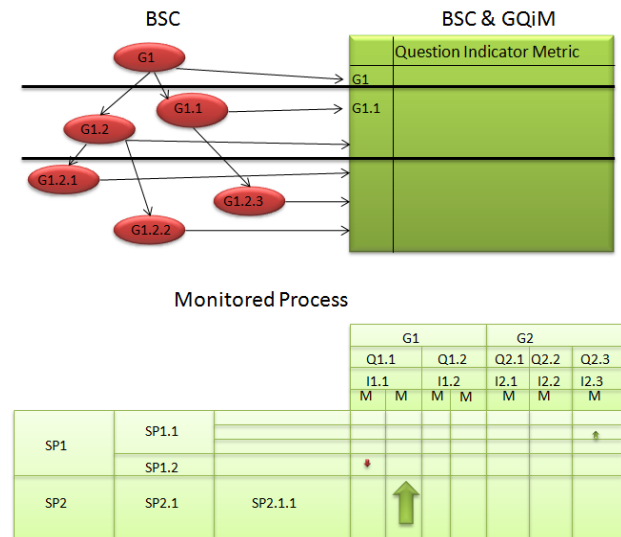 BSC
BSC & GQiM
Question Indicator Metric
G1
G1
G1.1
G1.1
G1.2
G1.2.1
G1.2.3
G1.2.2
Monitored Process
G1 G2
Q1.1 Q1.2 Q2.1 Q2.2 Q2.3
I1.1 I1.2 I2.1 I2.2 I2.3
M M M M M M M
SP1 SP1.1
SP1.2
SP2 SP2.1 SP2.1.1